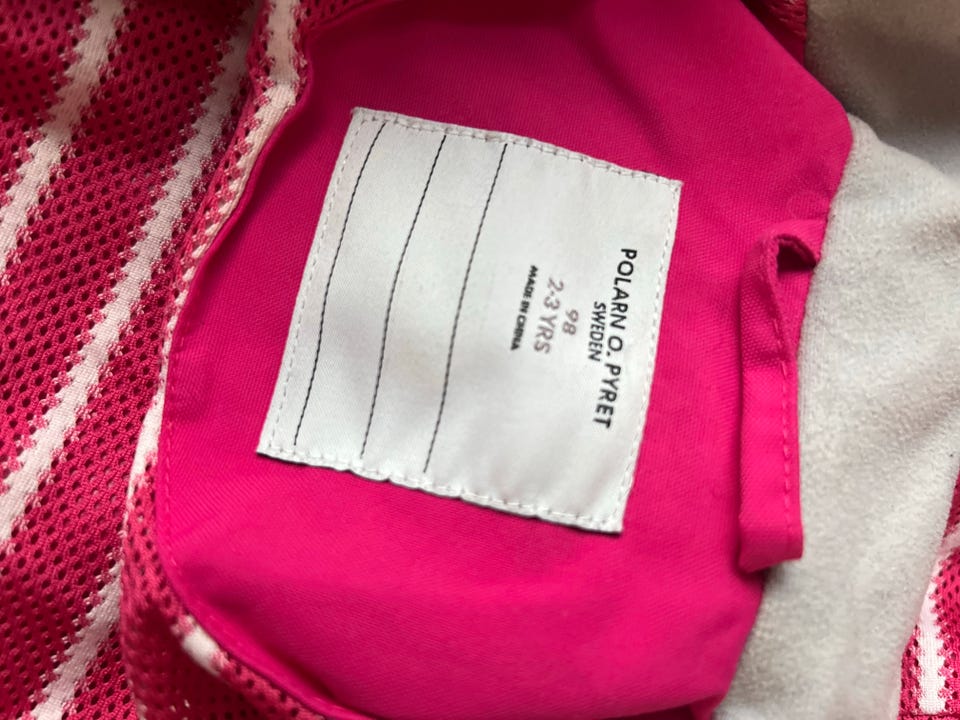 POLARN O. PYRET
SWEDEN
98
2-3 YRS
MADE IN CHINA